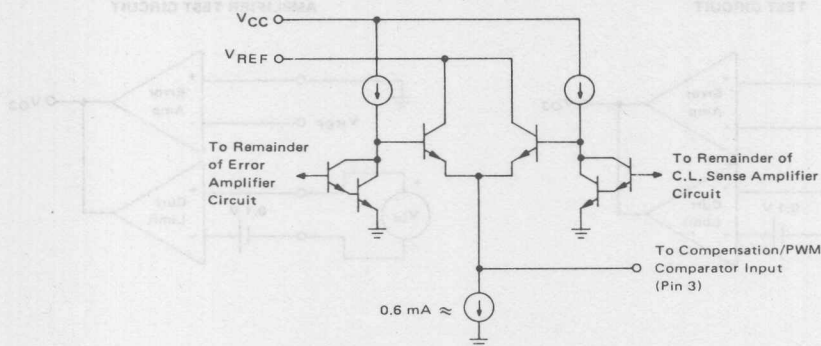 VCC
VREF
To Remainder
of Error
Amplifier
Circuit
To Remainder of
C.L. Sense Amplifier
Circuit
To Compensation/PWM
Comparator Input
(Pin 3)
0.6 mA ≈